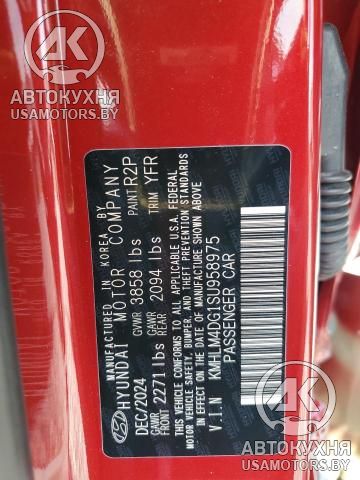 АВТОКУХНЯ
USAMOTORS.BY
MANUFACTURED IN KOREA BY
HYUNDAI MOTOR COMPANY
DEC/2024 GVWR 3858 lbs PAINT R2P
GAWR FRONT 2271 lbs GAWR REAR 2094 lbs TRIM YFR
THIS VEHICLE CONFORMS TO ALL APPLICABLE U.S.A. FEDERAL
MOTOR VEHICLE SAFETY, BUMPER, AND THEFT PREVENTION STANDARDS
IN EFFECT ON THE DATE OF MANUFACTURE SHOWN ABOVE
V.I.N KMHLM4DG1SU958975
PASSENGER CAR
АВТОКУХНЯ
USAMOTORS.BY